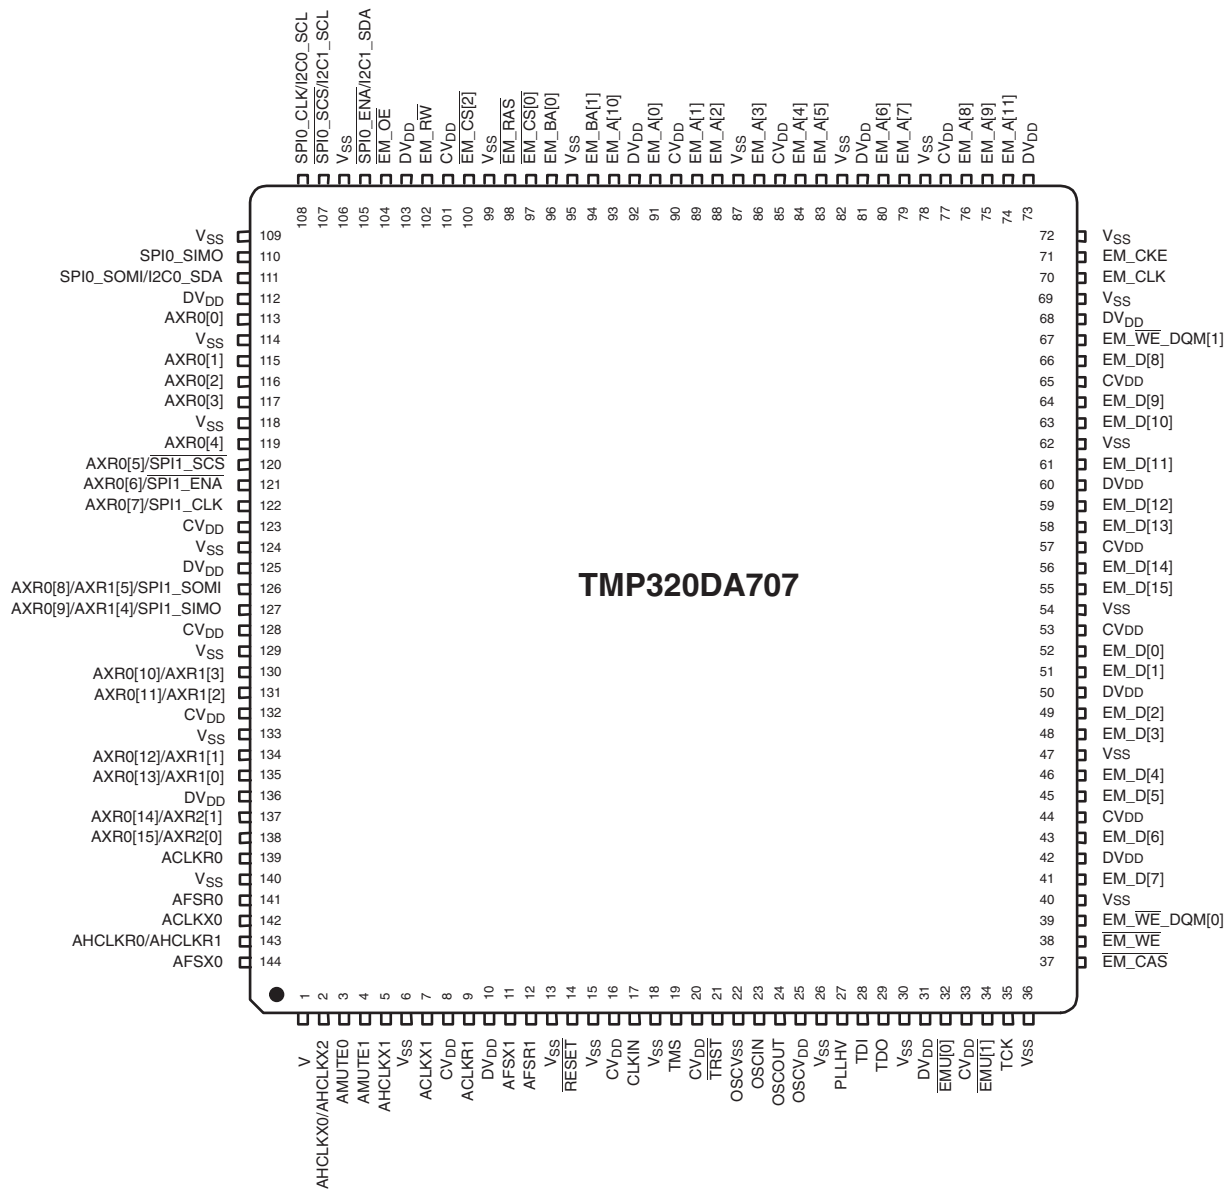 SPI0_CLK/I2C0_SCL
SPI0_SCS/I2C1_SCL
VSS
SPI0_ENA/I2C1_SDA
EM_OE
DVDD
EM_RW
CVDD
EM_CS[2]
VSS
EM_RAS
EM_CS[0]
EM_BA[0]
VSS
EM_BA[1]
EM_A[10]
DVDD
EM_A[0]
CVDD
EM_A[1]
EM_A[2]
VSS
EM_A[3]
CVDD
EM_A[4]
EM_A[5]
VSS
DVDD
EM_A[6]
EM_A[7]
VSS
CVDD
EM_A[8]
EM_A[9]
EM_A[11]
DVDD
108 107 106 105 104 103 102 101 100 99 98 97 96 95 94 93 92 91 90 89 88 87 86 85 84 83 82 81 80 79 78 77 76 75 74 73
VSS 109 72 VSS
SPI0_SIMO 110 71 EM_CKE
SPI0_SOMI/I2C0_SDA 111 70 EM_CLK
DVDD 112 69 VSS
AXR0[0] 113 68 DVDD
VSS 114 67 EM_WE_DQM[1]
AXR0[1] 115 66 EM_D[8]
AXR0[2] 116 65 CVDD
AXR0[3] 117 64 EM_D[9]
VSS 118 63 EM_D[10]
AXR0[4] 119 62 VSS
AXR0[5]/SPI1_SCS 120 61 EM_D[11]
AXR0[6]/SPI1_ENA 121 60 DVDD
AXR0[7]/SPI1_CLK 122 59 EM_D[12]
CVDD 123 58 EM_D[13]
VSS 124 57 CVDD
DVDD 125 56 EM_D[14]
TMP320DA707
AXR0[8]/AXR1[5]/SPI1_SOMI 126 55 EM_D[15]
AXR0[9]/AXR1[4]/SPI1_SIMO 127 54 VSS
CVDD 128 53 CVDD
VSS 129 52 EM_D[0]
AXR0[10]/AXR1[3] 130 51 EM_D[1]
AXR0[11]/AXR1[2] 131 50 DVDD
CVDD 132 49 EM_D[2]
VSS 133 48 EM_D[3]
AXR0[12]/AXR1[1] 134 47 VSS
AXR0[13]/AXR1[0] 135 46 EM_D[4]
DVDD 136 45 EM_D[5]
AXR0[14]/AXR2[1] 137 44 CVDD
AXR0[15]/AXR2[0] 138 43 EM_D[6]
ACLKR0 139 42 DVDD
VSS 140 41 EM_D[7]
AFSR0 141 40 VSS
ACLKX0 142 39 EM_WE_DQM[0]
AHCLKR0/AHCLKR1 143 38 EM_WE
AFSX0 144 37 EM_CAS
1 2 3 4 5 6 7 8 9 10 11 12 13 14 15 16 17 18 19 20 21 22 23 24 25 26 27 28 29 30 31 32 33 34 35 36
V
AHCLKX0/AHCLKX2
AMUTE0
AMUTE1
AHCLKX1
VSS
ACLKX1
CVDD
ACLKR1
DVDD
AFSX1
AFSR1
VSS
RESET
VSS
CVDD
CLKIN
VSS
TMS
CVDD
TRST
OSCVSS
OSCIN
OSCOUT
OSCVDD
VSS
PLLHV
TDI
TDO
VSS
DVDD
EMU[0]
CVDD
EMU[1]
TCK
VSS